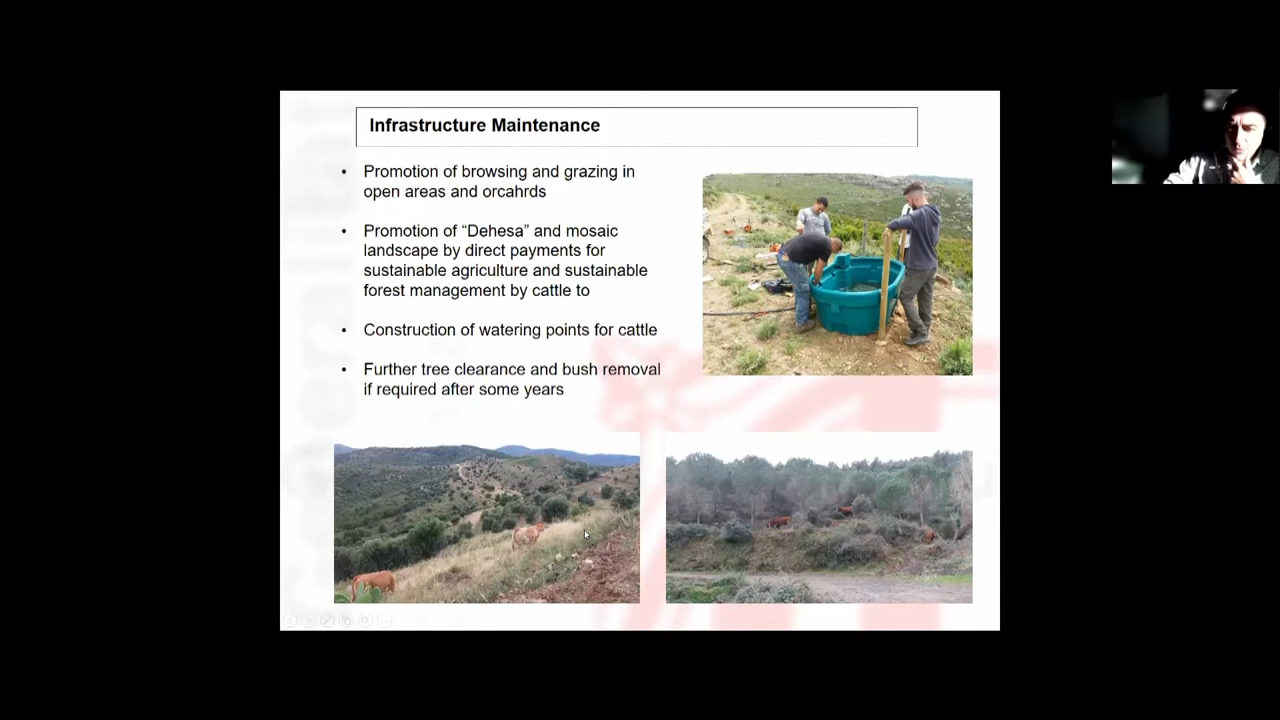 Infrastructure Maintenance
• Promotion of browsing and grazing in
open areas and orcahrds
• Promotion of “Dehesa” and mosaic
landscape by direct payments for
sustainable agriculture and sustainable
forest management by cattle to
• Construction of watering points for cattle
• Further tree clearance and bush removal
if required after some years